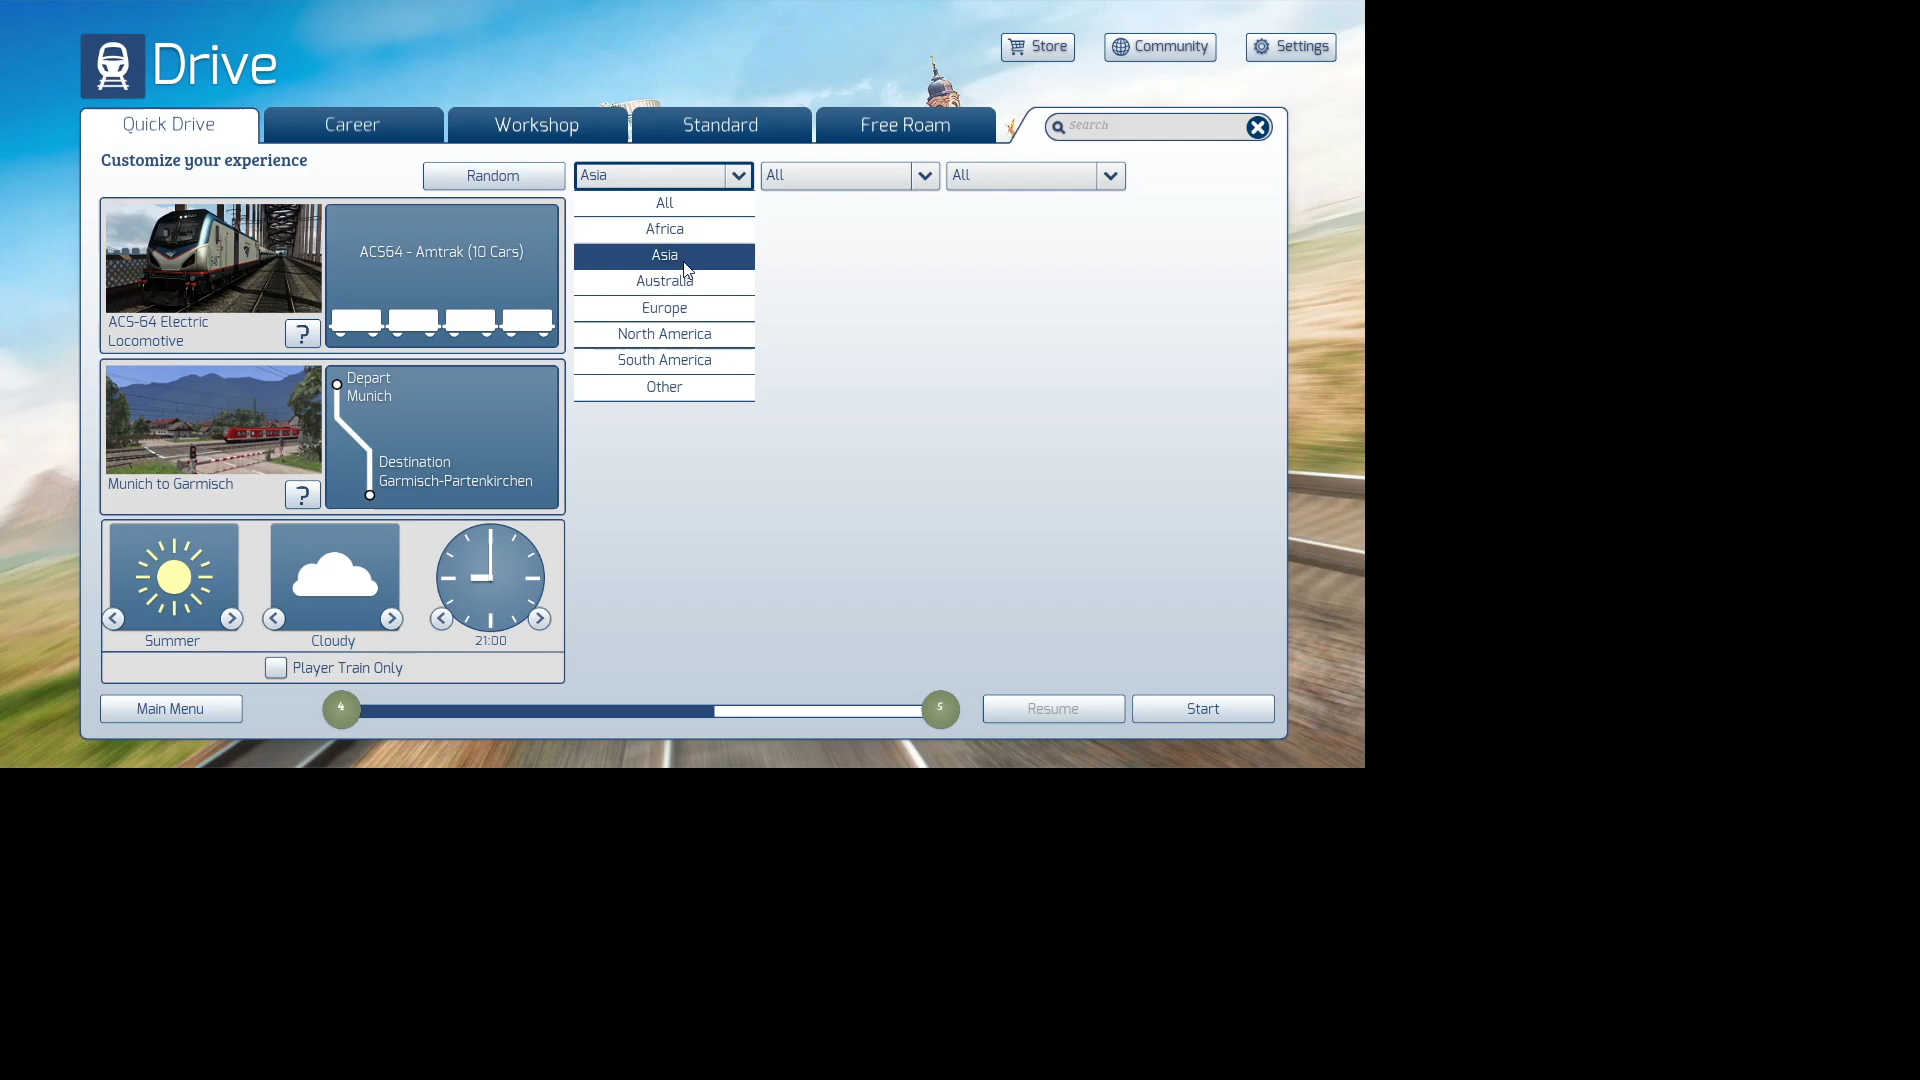 Drive
Store
Community
Settings
Quick Drive
Career
Workshop
Standard
Free Roam
Search
Customize your experience
Random
Asia
All
All
All
Africa
Asia
Australia
Europe
North America
South America
Other
ACS64 - Amtrak (10 Cars)
ACS-64 Electric
Locomotive
?
Depart
Munich
Destination
Garmisch-Partenkirchen
Munich to Garmisch
?
Summer
Cloudy
21:00
Player Train Only
Main Menu
4
5
Resume
Start